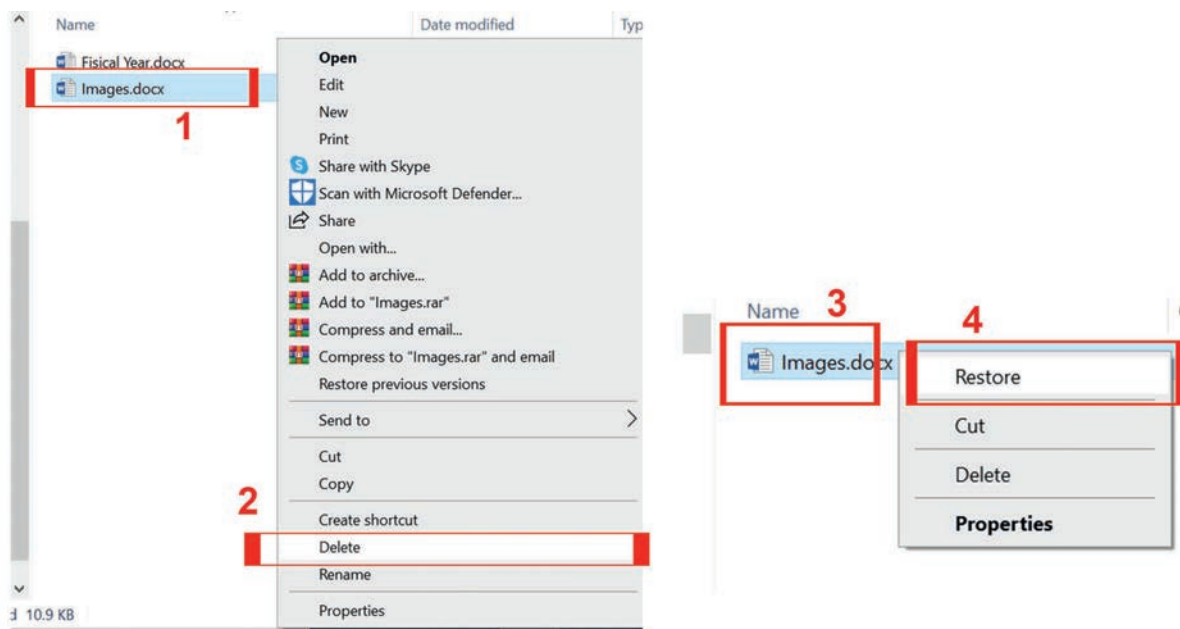 Name Date modified Typ
Fisical Year.docx
Images.docx
1
Open
Edit
New
Print
Share with Skype
Scan with Microsoft Defender...
Share
Open with...
Add to archive...
Add to "Images.rar"
Compress and email...
Compress to "Images.rar" and email
Restore previous versions
Send to
Cut
Copy
2
Create shortcut
Delete
Rename
Properties
10.9 KB
Name 3
4
Images.docx
Restore
Cut
Delete
Properties